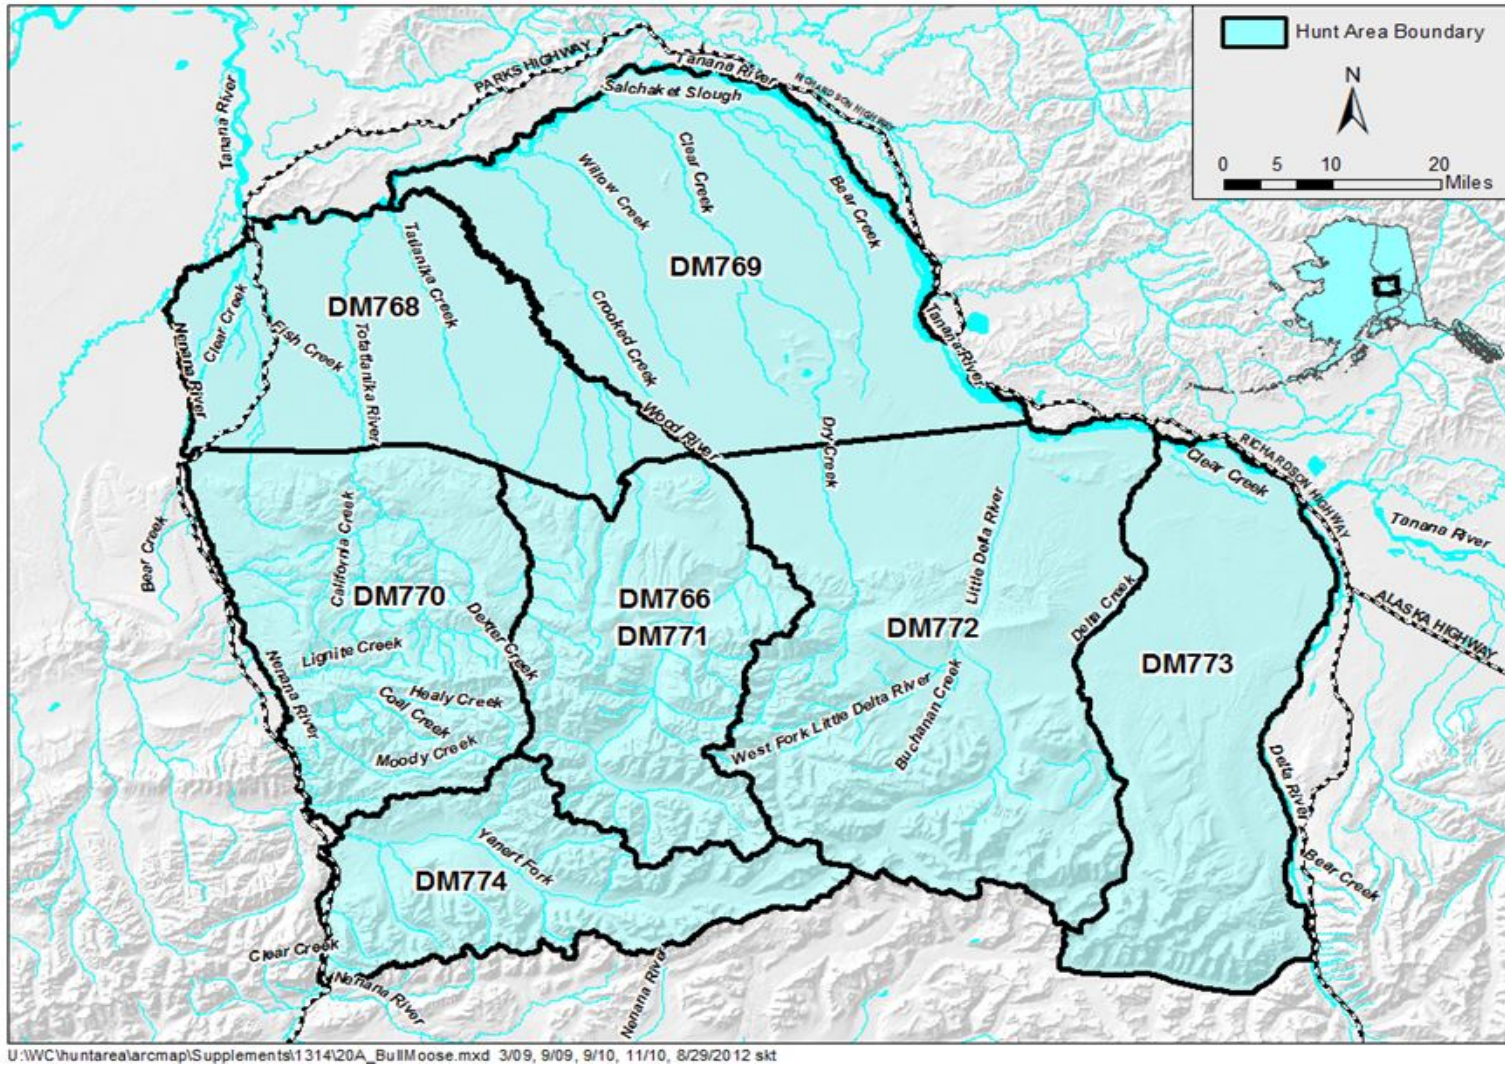 Hunt Area Boundary
N
0 5 10 20
Miles
PARKS HIGHWAY
Tanana River
RICHARDSON HIGHWAY
Salchaket Slough
Tanana River
Clear Creek
Willow Creek
Bear Creek
DM769
Tatlanika Creek
DM768
Clear Creek
Fish Creek
Totatlanika River
Crooked Creek
Tanana River
Nenana River
Wood River
Dry Creek
RICHARDSON HIGHWAY
Clear Creek
Tanana River
Bear Creek
California Creek
Little Delta River
DM770
DM766
DM771
DM772
Delta Creek
ALASKA HIGHWAY
Dexter Creek
Lignite Creek
DM773
Nenana River
Healy Creek
Coal Creek
Moody Creek
West Fork Little Delta River
Buchanan Creek
Delta River
Yanert Fork
DM774
Bear Creek
Clear Creek
Nenana River
Nenana River
U:\WC\huntarea\arcmap\Supplements\1314\20A_BullMoose.mxd 3/09, 9/09, 9/10, 11/10, 8/29/2012 skt